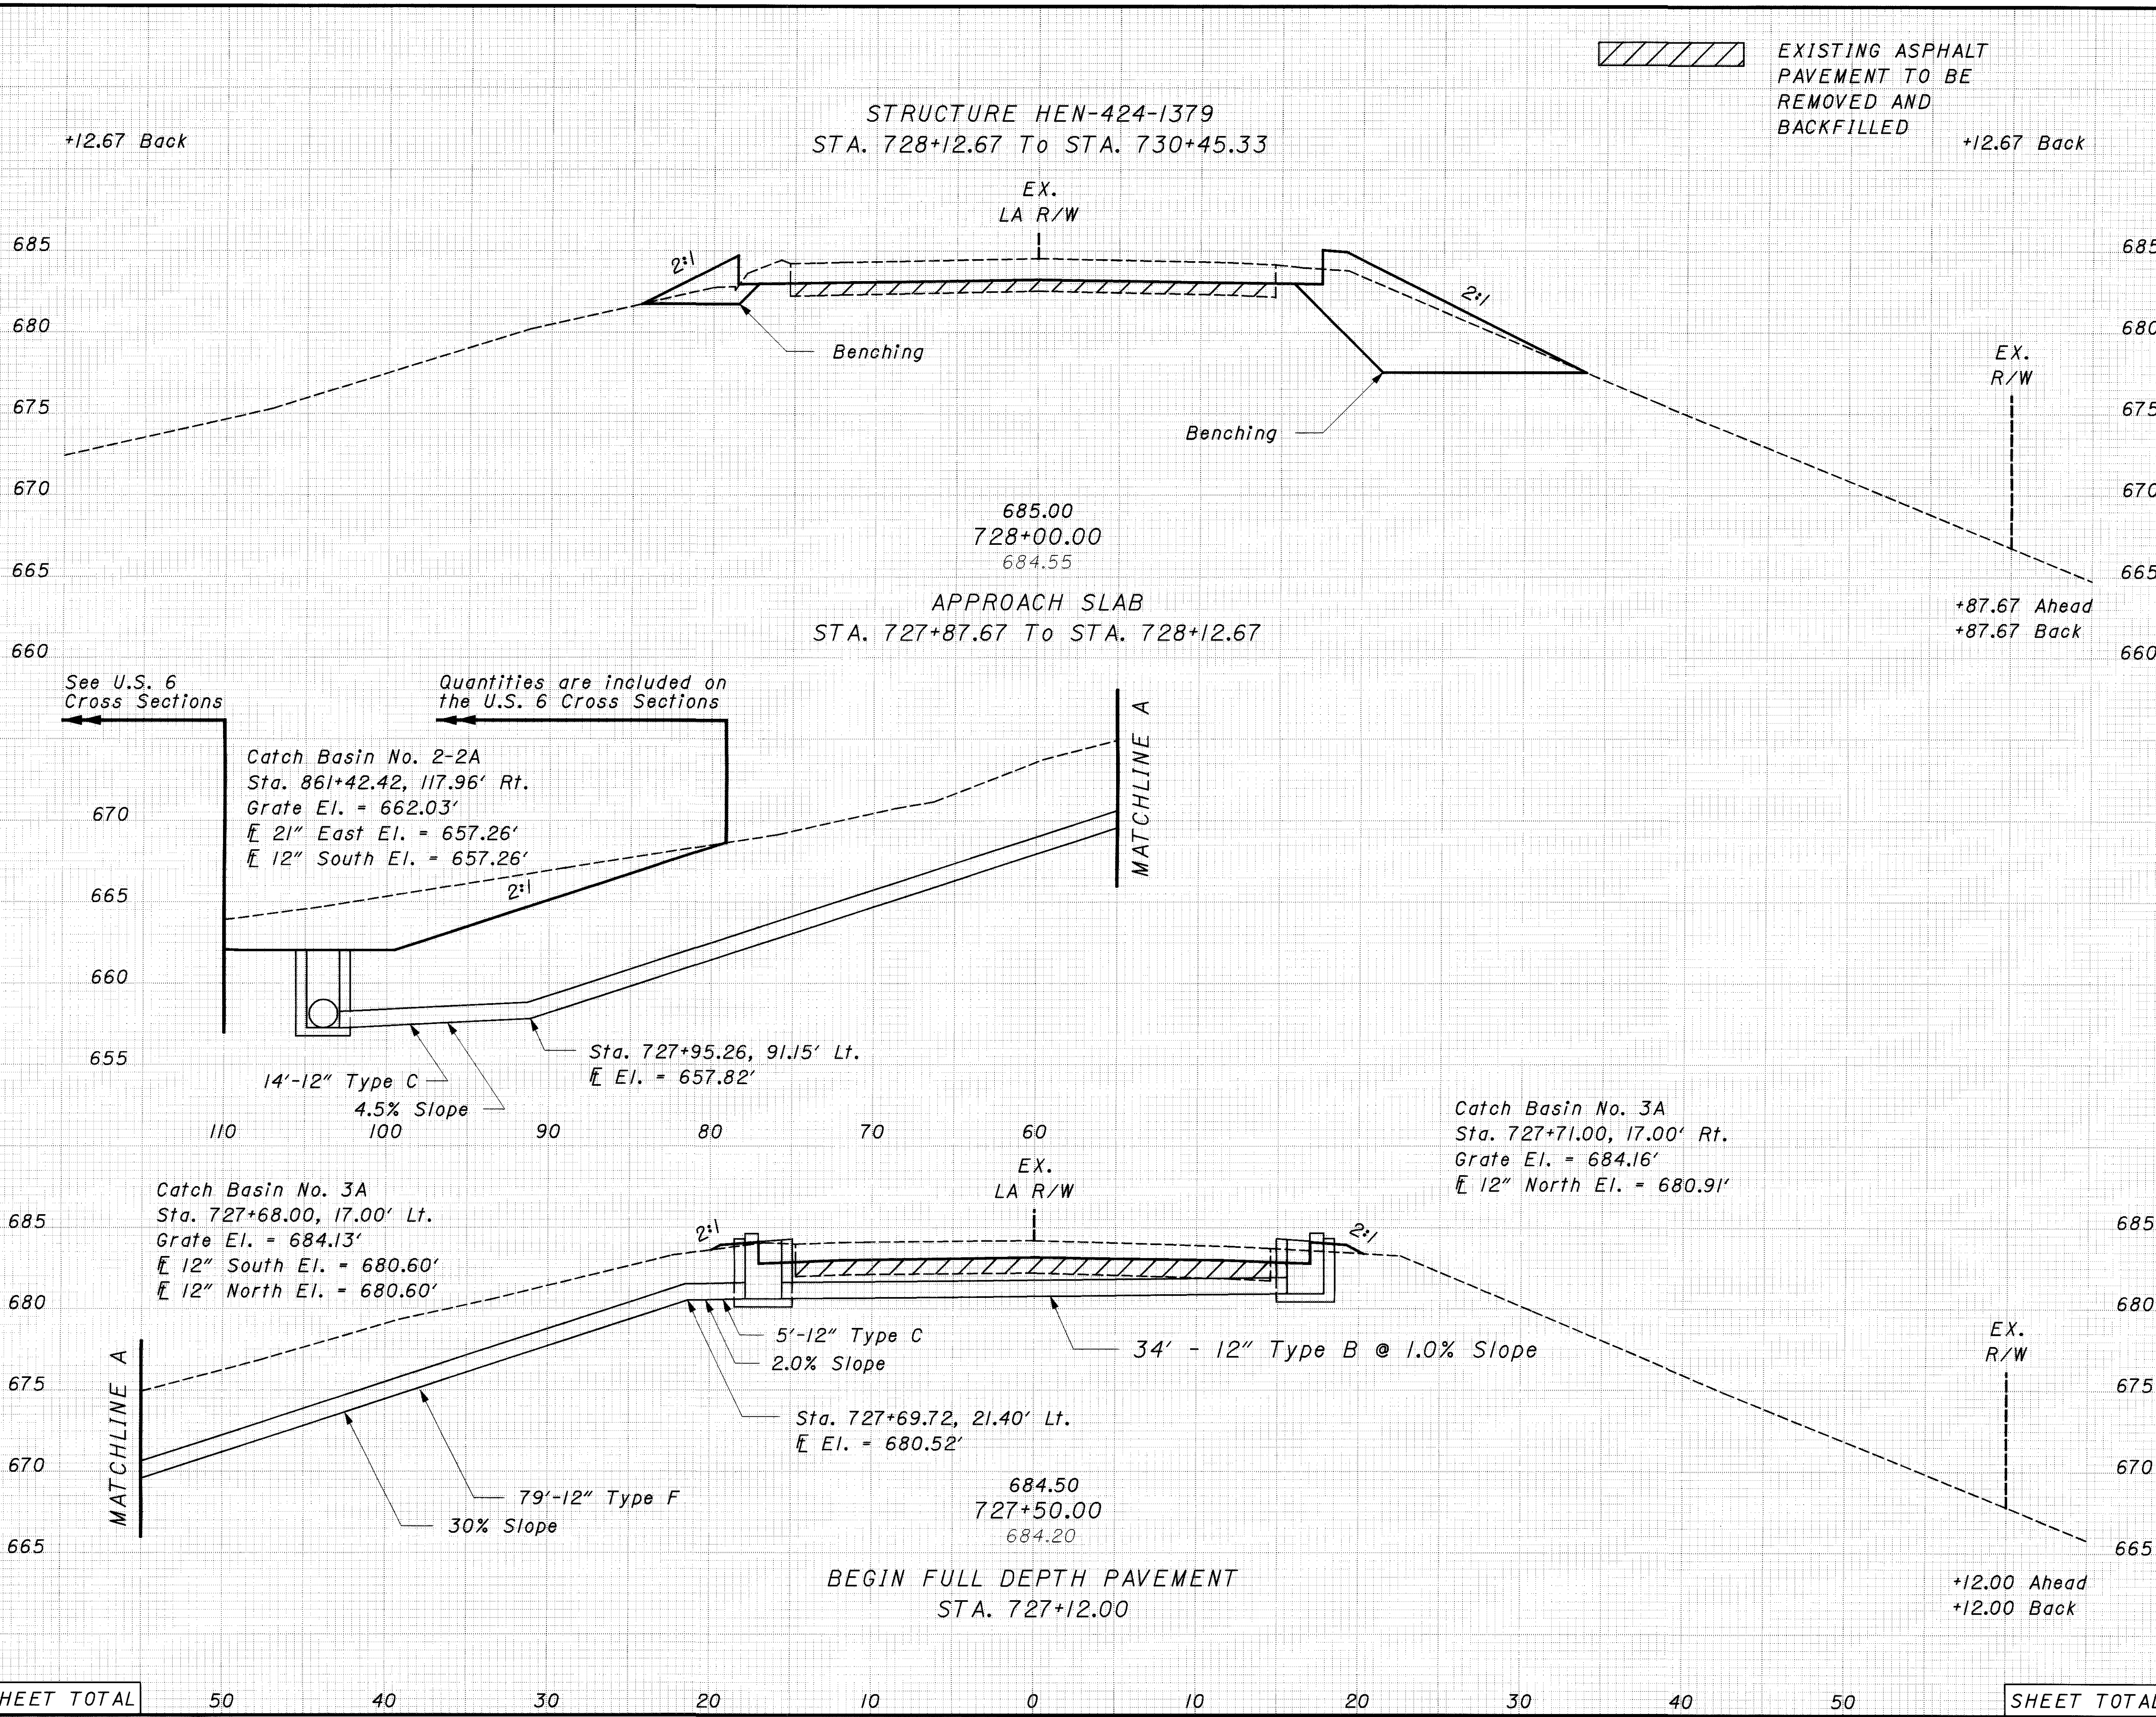 EXISTING ASPHALT
PAVEMENT TO BE
REMOVED AND
BACKFILLED
STRUCTURE HEN-424-1379
STA. 728+12.67 To STA. 730+45.33
+12.67 Back
+12.67 Back
EX.
LA R/W
685
685
2:1
2:1
680
680
Benching
EX.
R/W
675
675
Benching
670
670
685.00
728+00.00
684.55
665
665
APPROACH SLAB
STA. 727+87.67 To STA. 728+12.67
+87.67 Ahead
+87.67 Back
660
660
See U.S. 6
Cross Sections
Quantities are included on
the U.S. 6 Cross Sections
MATCHLINE A
Catch Basin No. 2-2A
Sta. 861+42.42, 117.96' Rt.
Grate El. = 662.03'
℄ 21" East El. = 657.26'
℄ 12" South El. = 657.26'
670
2:1
665
660
655
Sta. 727+95.26, 91.15' Lt.
℄ El. = 657.82'
14'-12" Type C
4.5% Slope
110 100 90 80 70 60
Catch Basin No. 3A
Sta. 727+71.00, 17.00' Rt.
Grate El. = 684.16'
℄ 12" North El. = 680.91'
EX.
LA R/W
Catch Basin No. 3A
Sta. 727+68.00, 17.00' Lt.
Grate El. = 684.13'
℄ 12" South El. = 680.60'
℄ 12" North El. = 680.60'
685
685
2:1
2:1
680
680
5'-12" Type C
2.0% Slope
34' - 12" Type B @ 1.0% Slope
EX.
R/W
MATCHLINE A
675
675
Sta. 727+69.72, 21.40' Lt.
℄ El. = 680.52'
670
670
79'-12" Type F
30% Slope
684.50
727+50.00
684.20
665
665
BEGIN FULL DEPTH PAVEMENT
STA. 727+12.00
+12.00 Ahead
+12.00 Back
HEET TOTAL
50 40 30 20 10 0 10 20 30 40 50
SHEET TOTAL